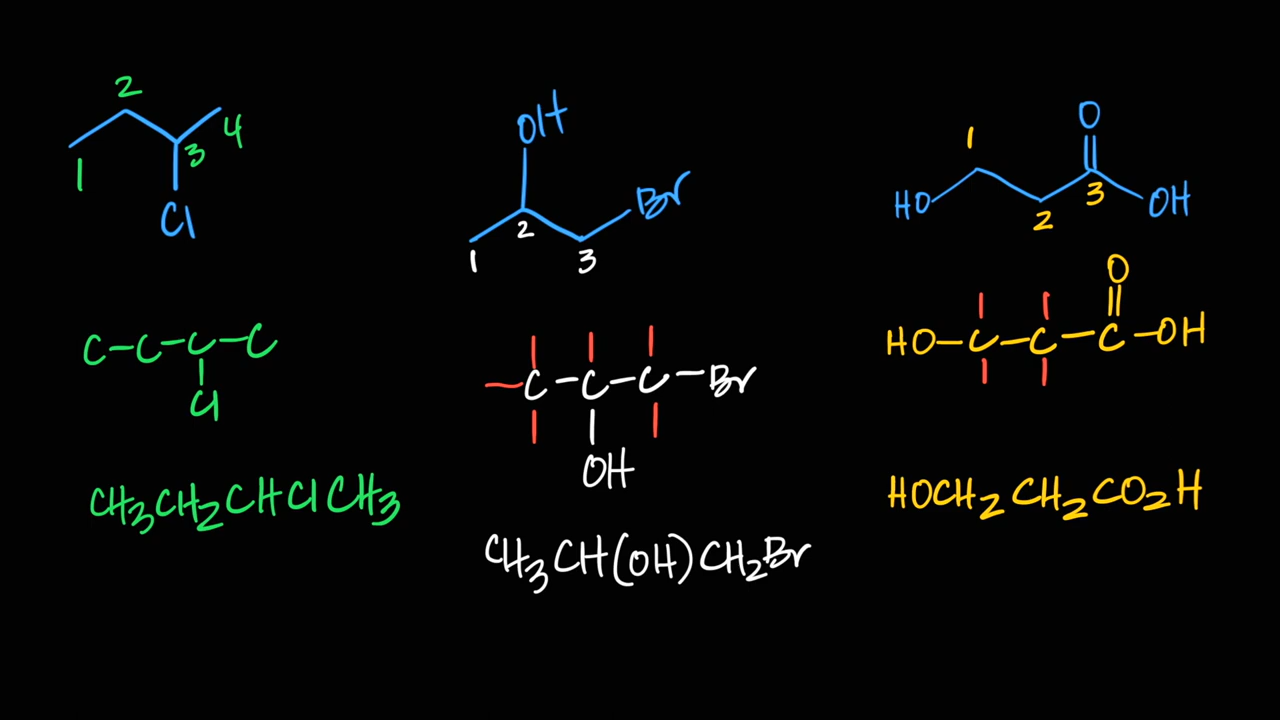 2
1
3
4
Cl
OH
Br
1
2
3
O
1
HO
2
3
OH
C-C-C-C
Cl
C-C-C-Br
OH
O
HO-C-C-C-OH
CH3CH2CHClCH3
CH3CH(OH)CH2Br
HOCH2CH2CO2H